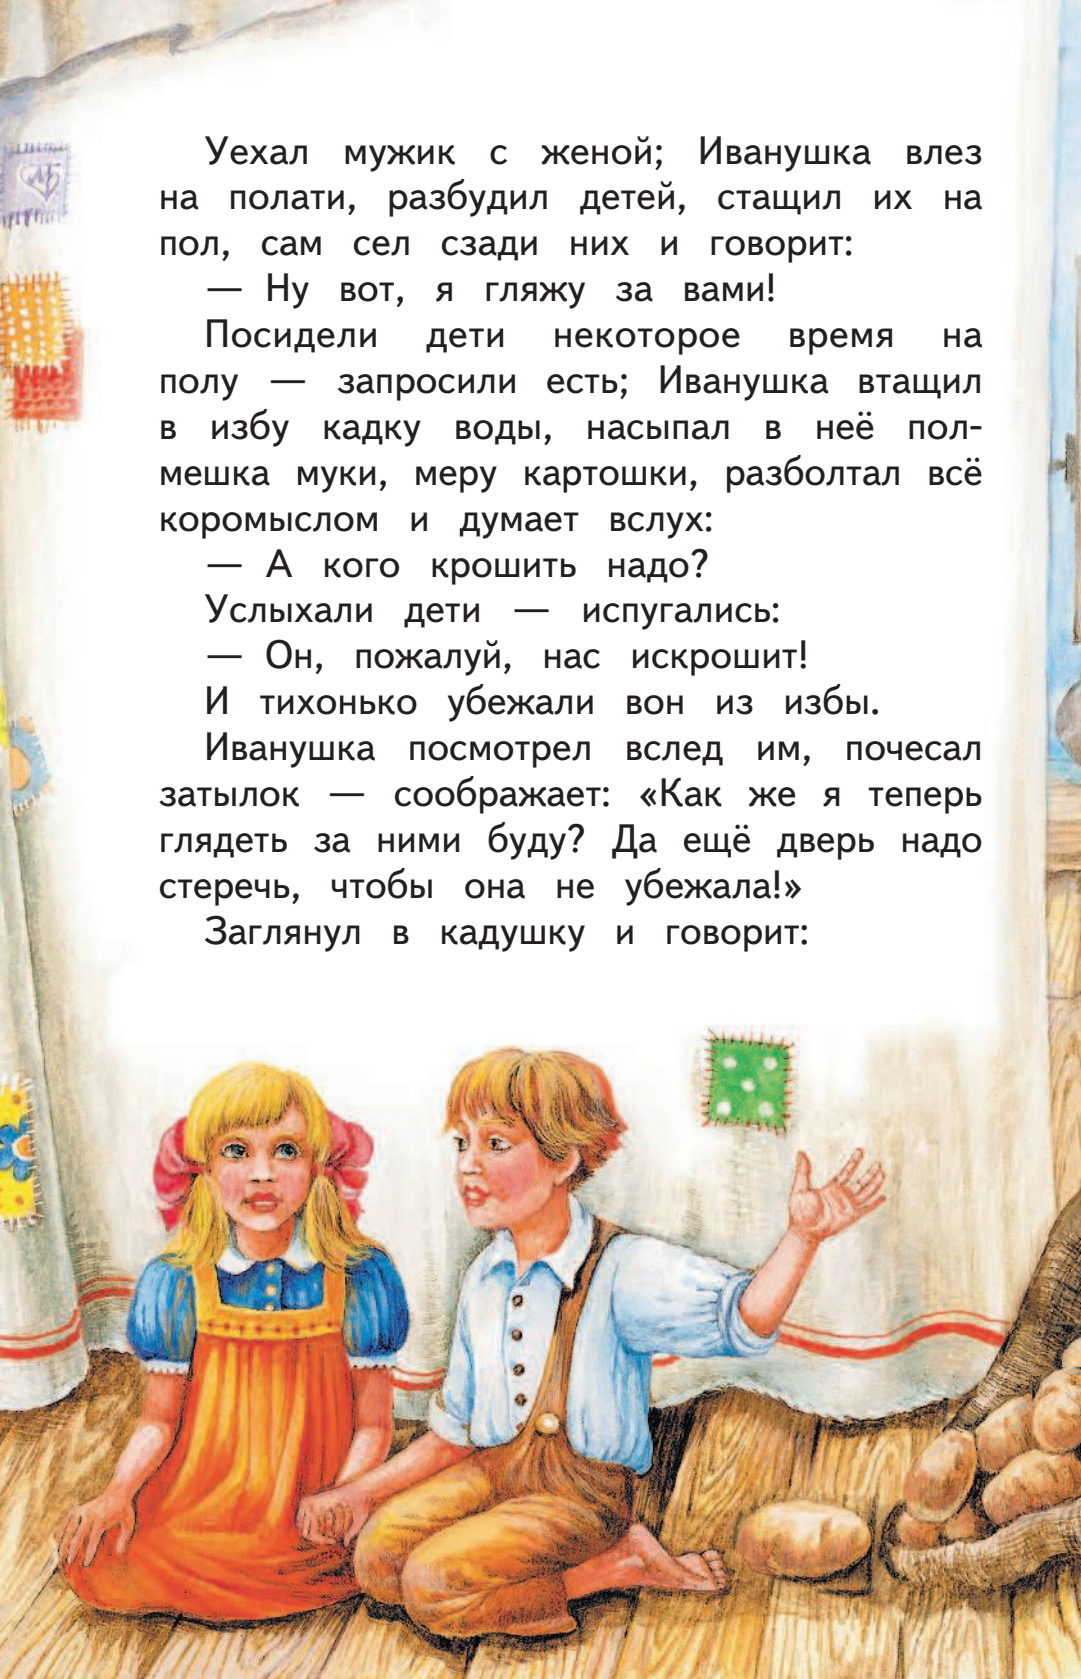 Уехал мужик с женой; Иванушка влез
на полати, разбудил детей, стащил их на
пол, сам сел сзади них и говорит:
— Ну вот, я гляжу за вами!
Посидели дети некоторое время на
полу — запросили есть; Иванушка втащил
в избу кадку воды, насыпал в неё пол-
мешка муки, меру картошки, разболтал всё
коромыслом и думает вслух:
— А кого крошить надо?
Услыхали дети — испугались:
— Он, пожалуй, нас искрошит!
И тихонько убежали вон из избы.
Иванушка посмотрел вслед им, почесал
затылок — соображает: «Как же я теперь
глядеть за ними буду? Да ещё дверь надо
стеречь, чтобы она не убежала!»
Заглянул в кадушку и говорит: